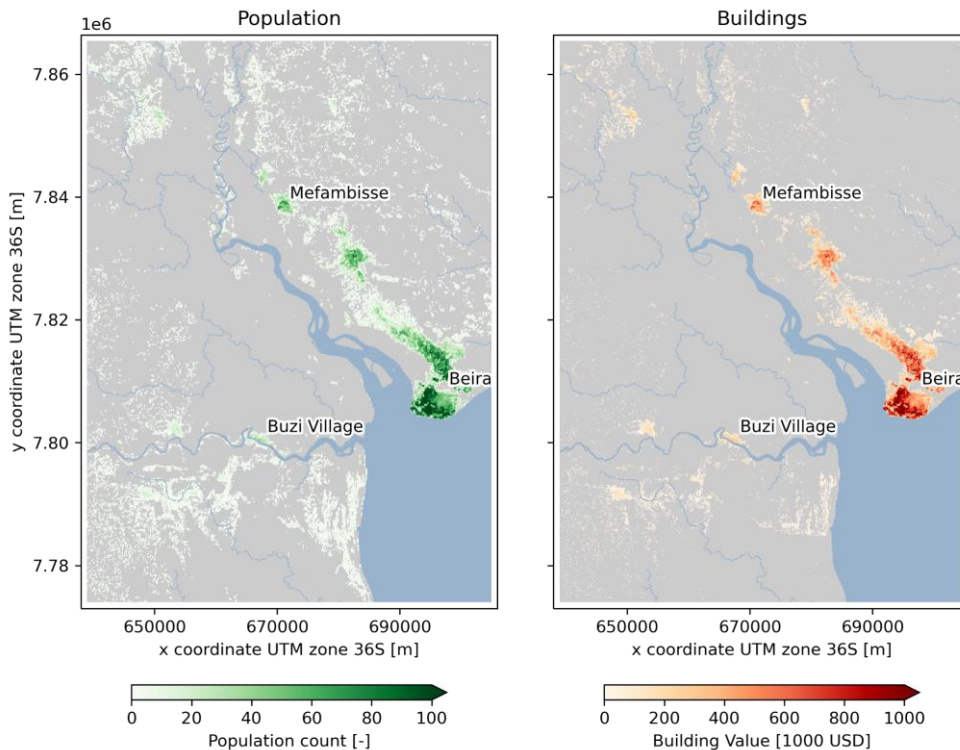 Population
Buildings
1e6
7.86
7.84
7.82
7.80
7.78
y coordinate UTM zone 36S [m]
Mefambisse
Beira
Buzi Village
Mefambisse
Beira
Buzi Village
650000
670000
690000
650000
670000
690000
x coordinate UTM zone 36S [m]
x coordinate UTM zone 36S [m]
0
20
40
60
80
100
0
200
400
600
800
1000
Population count [-]
Building Value [1000 USD]